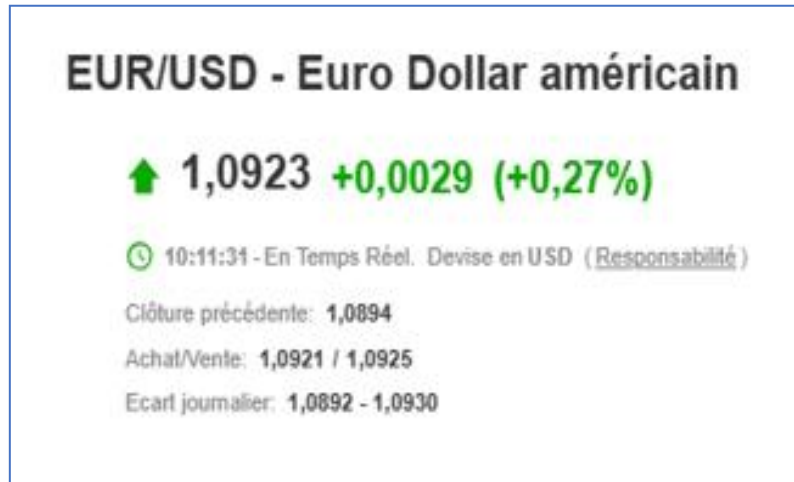 EUR/USD - Euro Dollar américain
1,0923 +0,0029 (+0,27%)
10:11:31 - En Temps Réel. Devise en USD ( Responsabilité )
Clôture précédente: 1,0894
Achat/Vente: 1,0921 / 1,0925
Ecart journalier: 1,0892 - 1,0930